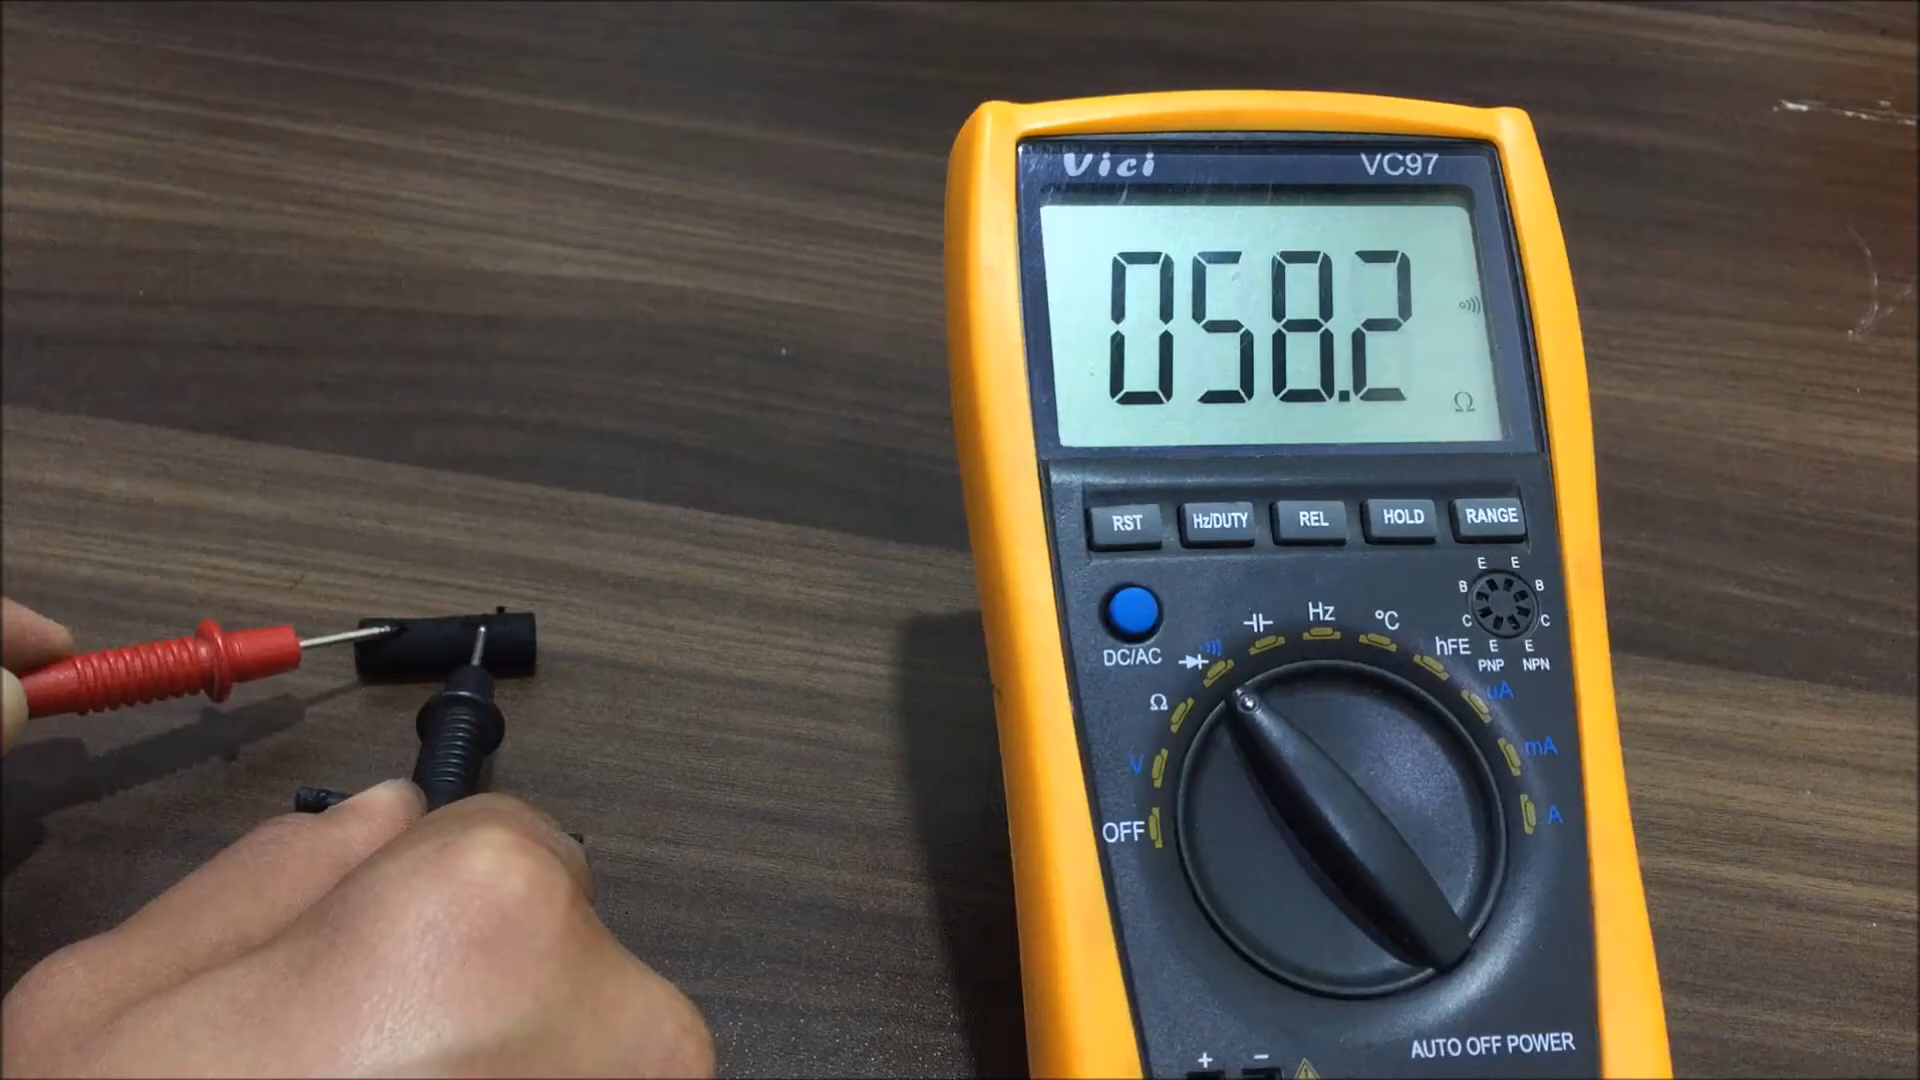 Vici VC97
058.2
Ω
RST Hz/DUTY REL HOLD RANGE
E E
B B
C C
E E
PNP NPN
DC/AC
Hz
°C
hFE
Ω
uA
V
mA
OFF
A
AUTO OFF POWER
+ −